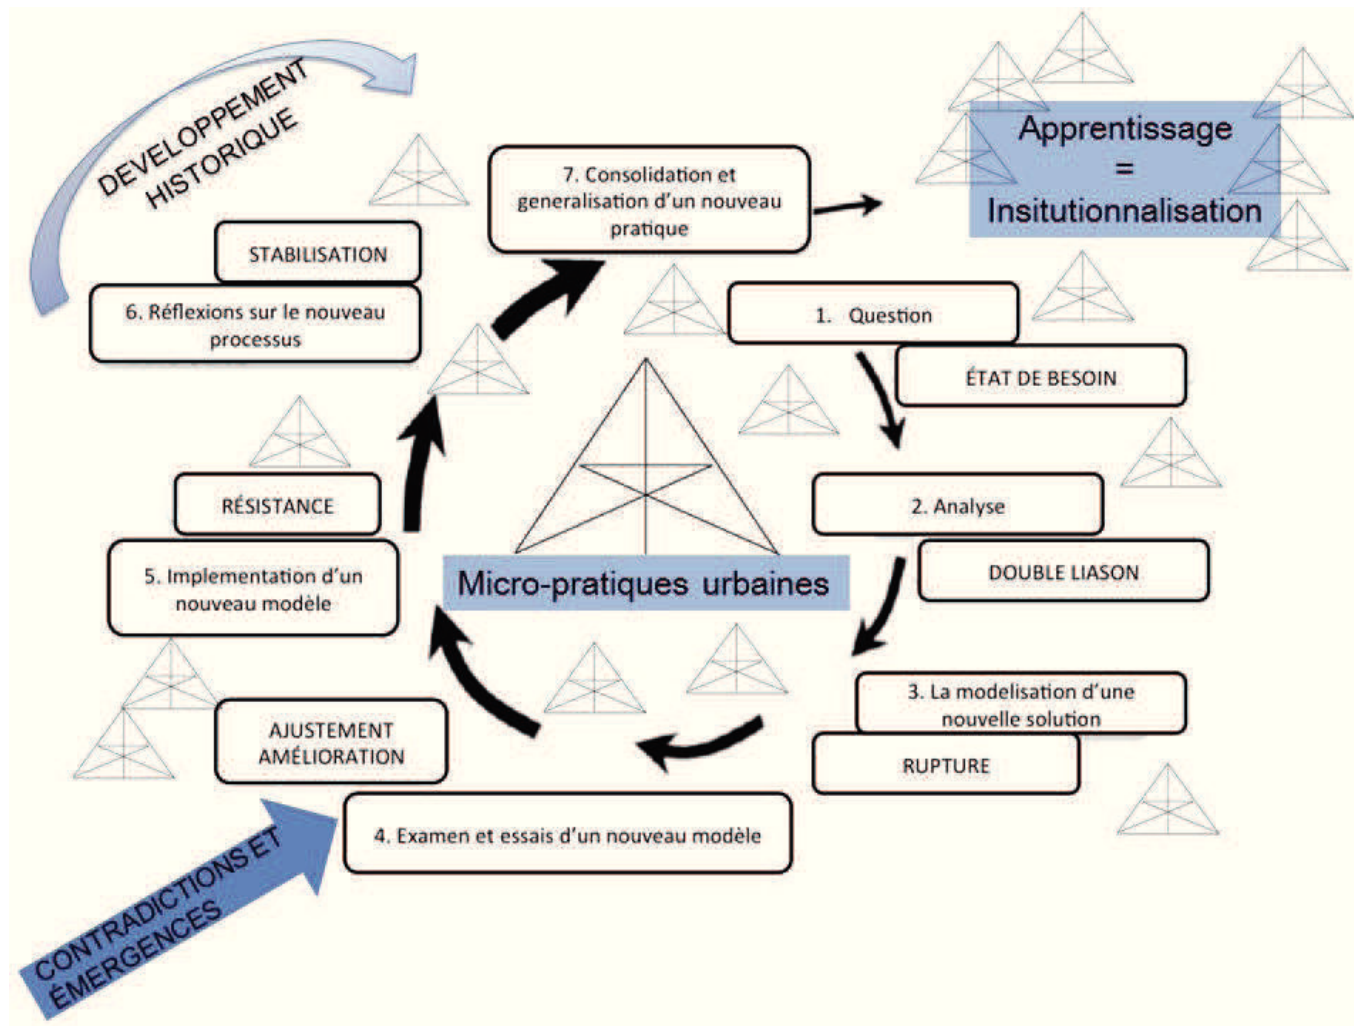 DEVELOPPEMENT
HISTORIQUE
Apprentissage
=
Insitutionnalisation
7. Consolidation et
generalisation d'un nouveau
pratique
STABILISATION
6. Réflexions sur le nouveau
processus
1. Question
ÉTAT DE BESOIN
RÉSISTANCE
5. Implementation d'un
nouveau modèle
2. Analyse
DOUBLE LIASON
Micro-pratiques urbaines
3. La modelisation d'une
nouvelle solution
RUPTURE
AJUSTEMENT
AMÉLIORATION
4. Examen et essais d'un nouveau modèle
CONTRADICTIONS ET
ÉMERGENCES